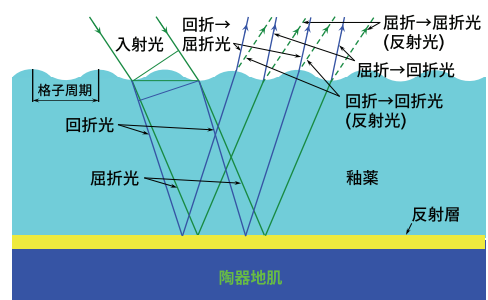 入射光
回折→
屈折光
屈折→屈折光
(反射光)
屈折→回折光
回折→回折光
(反射光)
格子周期
回折光
屈折光
釉薬
反射層
陶器地肌